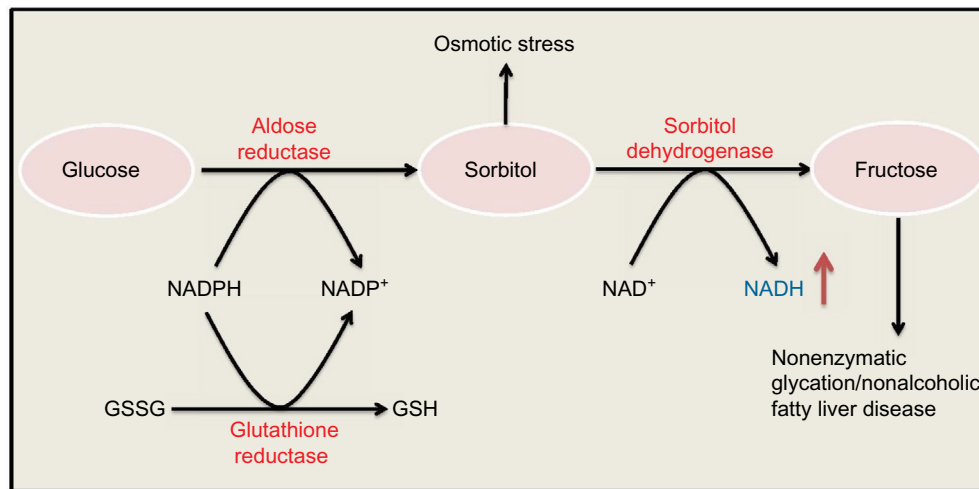 Osmotic stress
Aldose
reductase
Sorbitol
dehydrogenase
Glucose
Sorbitol
Fructose
NADPH
NADP+
NAD+
NADH
Nonenzymatic
glycation/nonalcoholic
fatty liver disease
GSSG
GSH
Glutathione
reductase